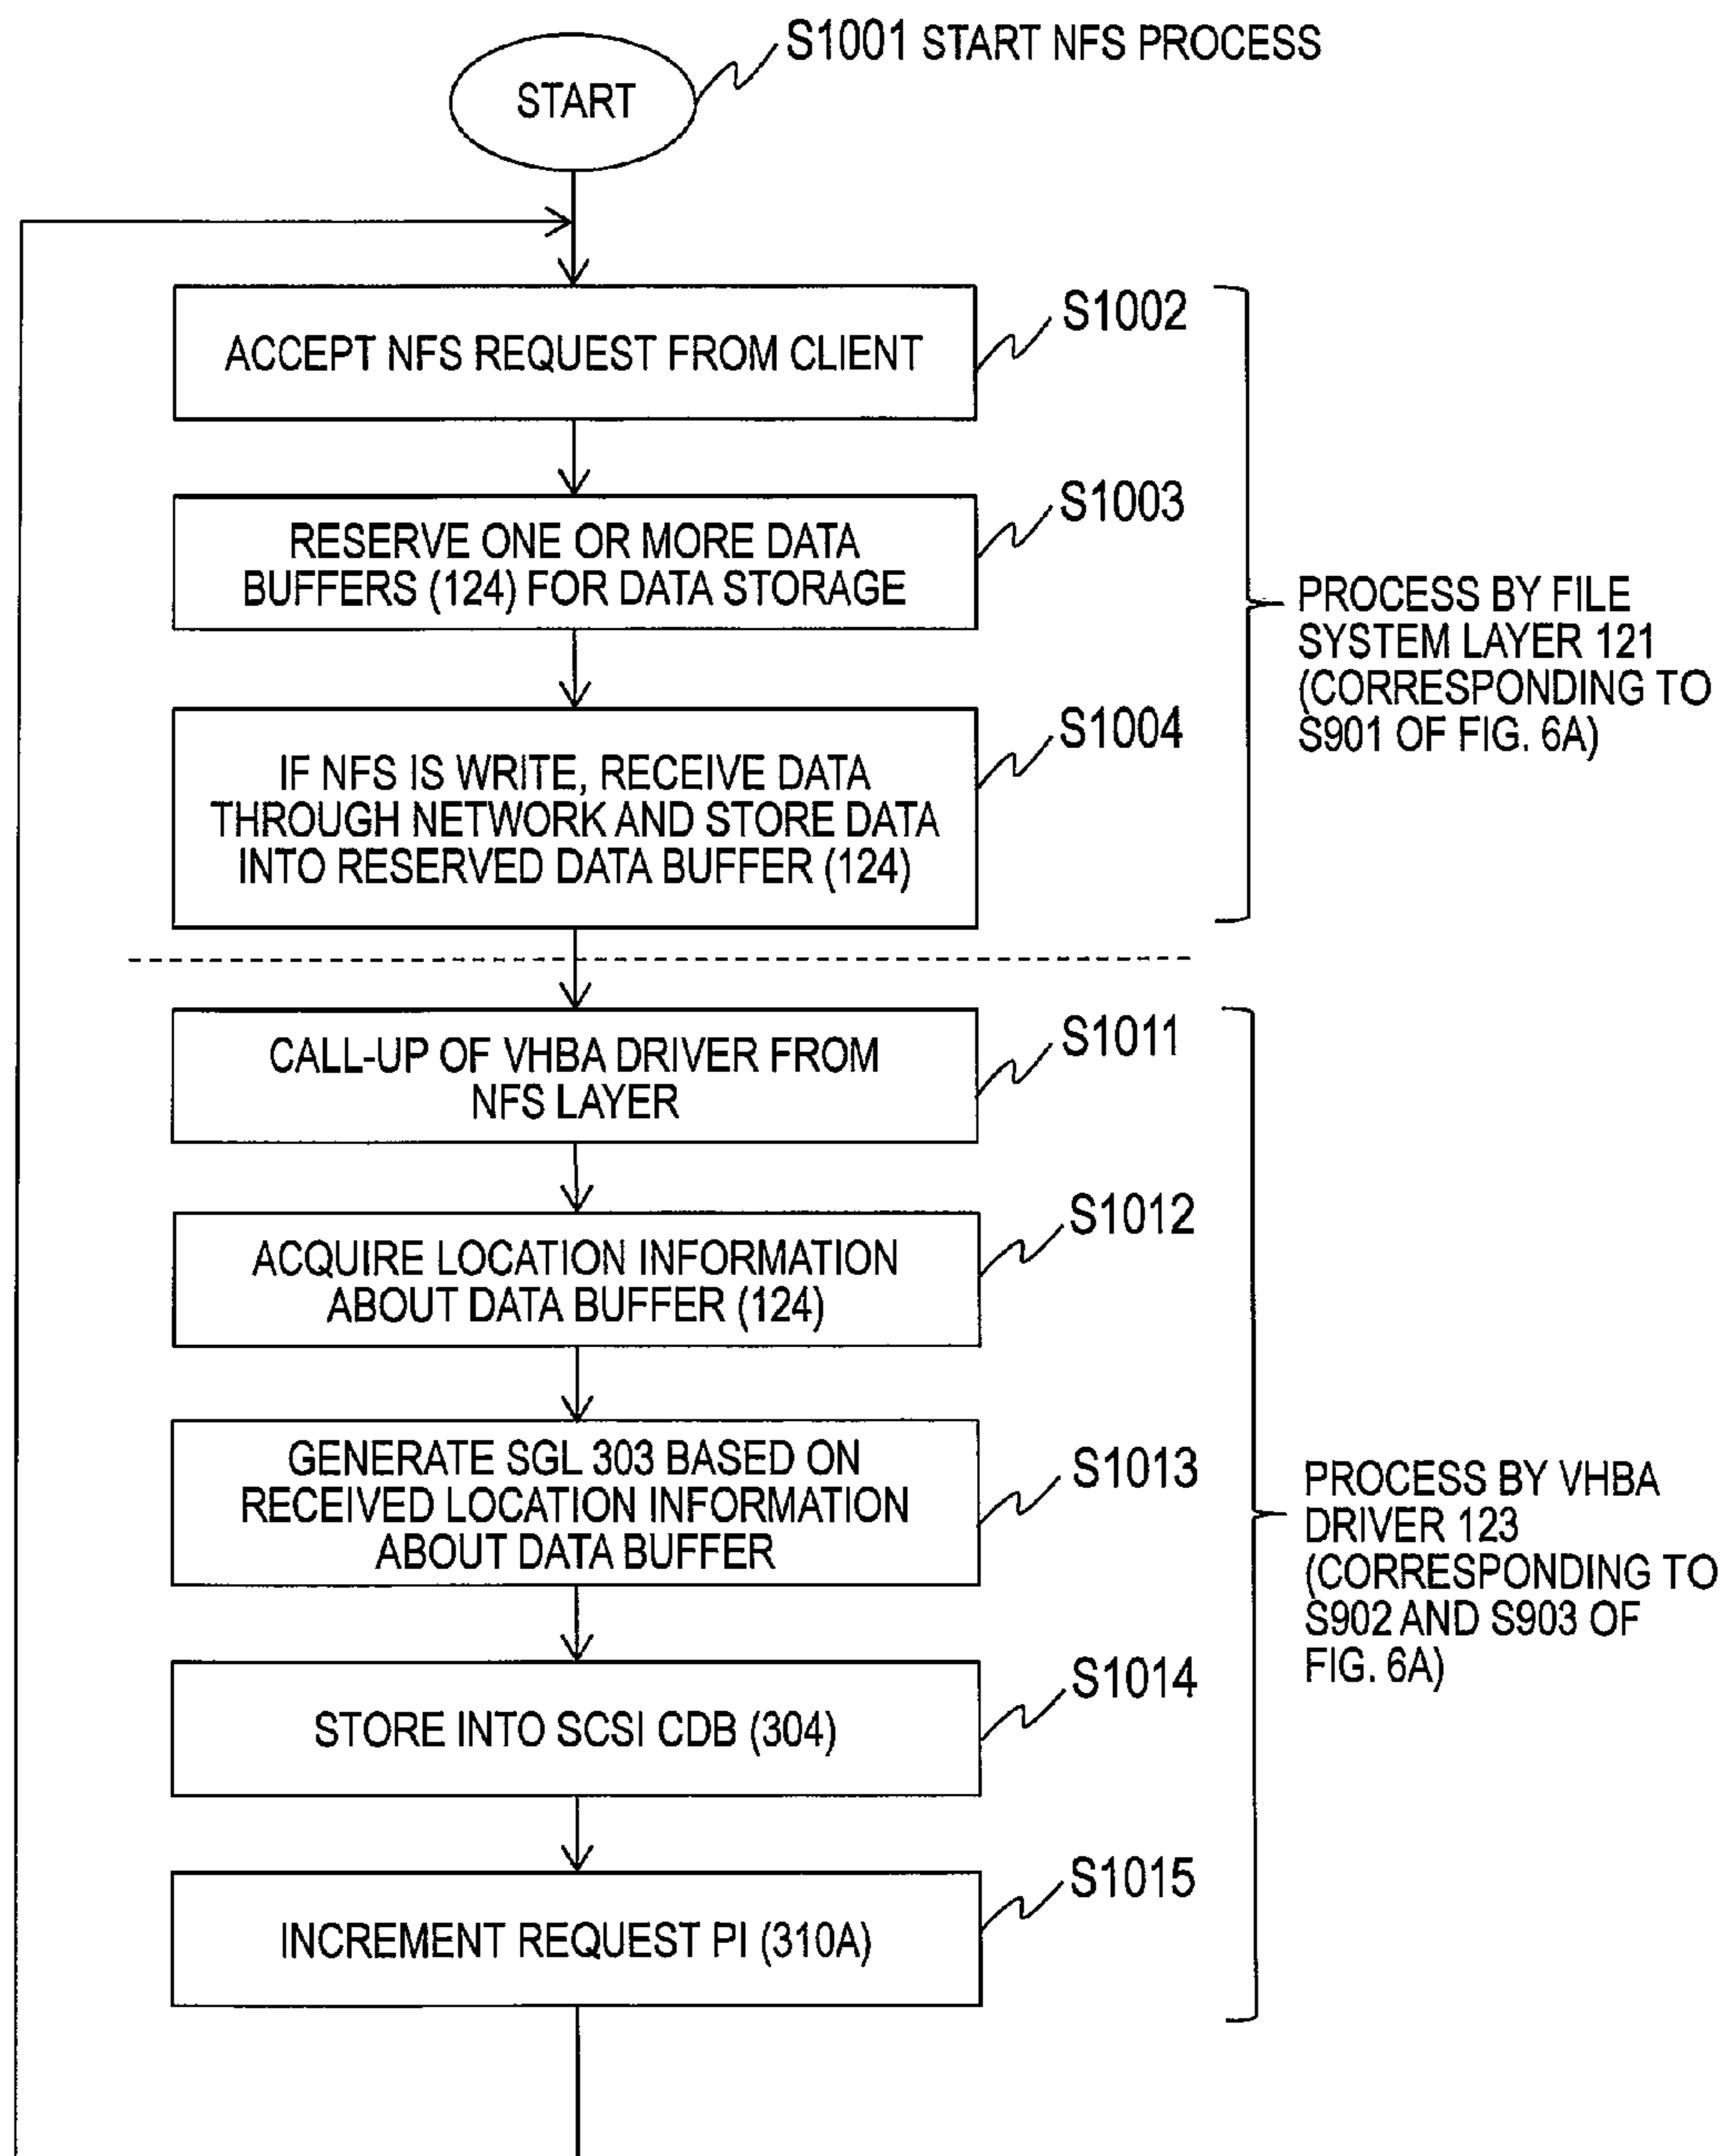 S1001 START NFS PROCESS
START
S1002
ACCEPT NFS REQUEST FROM CLIENT
S1003
RESERVE ONE OR MORE DATA
BUFFERS (124) FOR DATA STORAGE
PROCESS BY FILE
SYSTEM LAYER 121
(CORRESPONDING TO
S901 OF FIG. 6A)
S1004
IF NFS IS WRITE, RECEIVE DATA
THROUGH NETWORK AND STORE DATA
INTO RESERVED DATA BUFFER (124)
S1011
CALL-UP OF VHBA DRIVER FROM
NFS LAYER
S1012
ACQUIRE LOCATION INFORMATION
ABOUT DATA BUFFER (124)
S1013
GENERATE SGL 303 BASED ON
RECEIVED LOCATION INFORMATION
ABOUT DATA BUFFER
PROCESS BY VHBA
DRIVER 123
(CORRESPONDING TO
S902 AND S903 OF
FIG. 6A)
S1014
STORE INTO SCSI CDB (304)
S1015
INCREMENT REQUEST PI (310A)